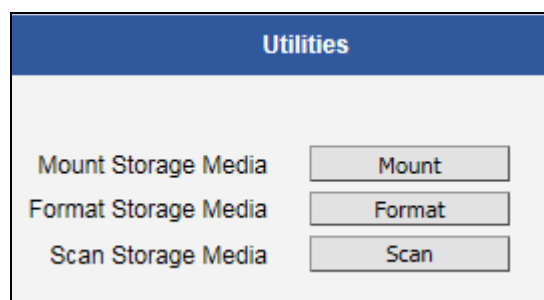 Utilities
Mount Storage Media Mount
Format Storage Media Format
Scan Storage Media Scan